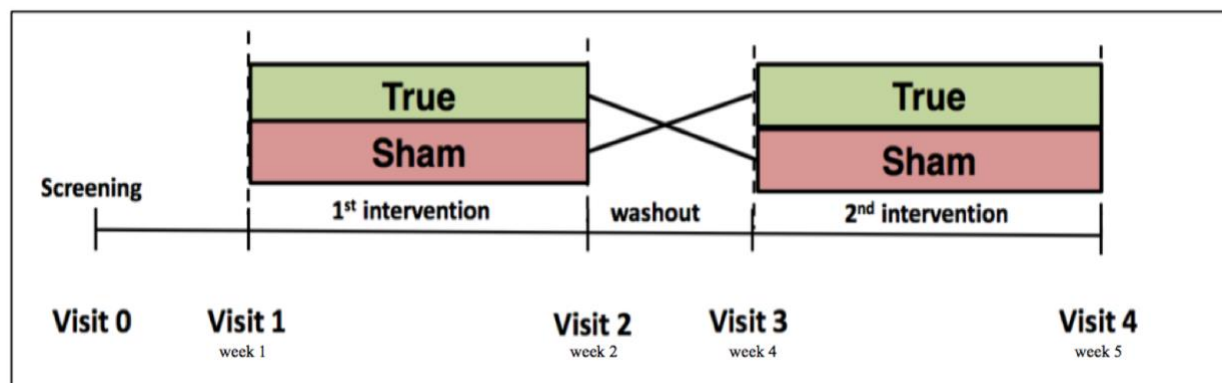 True
True
Sham
Sham
Screening
1st intervention
washout
2nd intervention
Visit 0
Visit 1
Visit 2
Visit 3
Visit 4
week 1
week 2
week 4
week 5